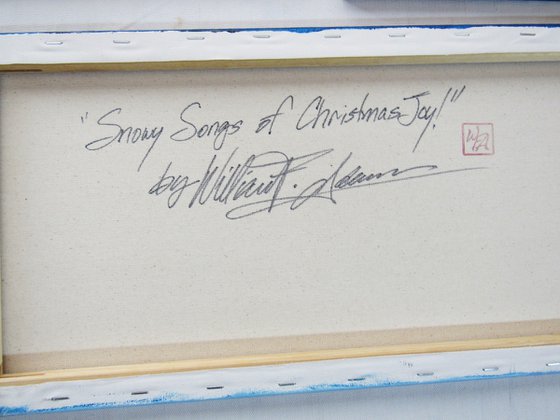 "Snowy Songs of Christmas Joy!"
by William F. Adams